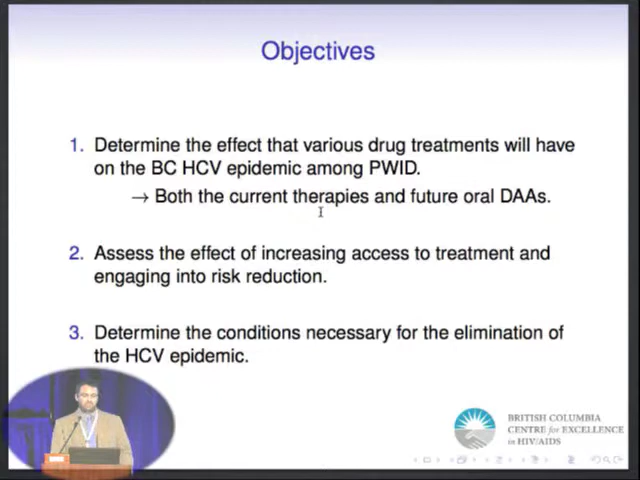 Objectives
1. Determine the effect that various drug treatments will have
on the BC HCV epidemic among PWID.
→ Both the current therapies and future oral DAAs.
2. Assess the effect of increasing access to treatment and
engaging into risk reduction.
3. Determine the conditions necessary for the elimination of
the HCV epidemic.
BRITISH COLUMBIA
CENTRE for EXCELLENCE
in HIV/AIDS